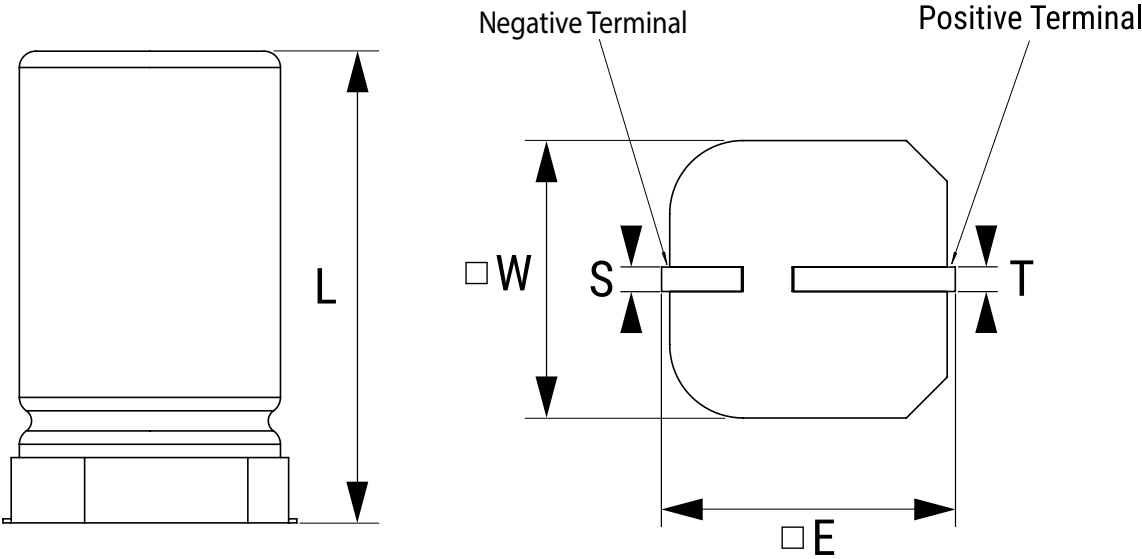 Negative Terminal
Positive Terminal
L
□ W
S
T
□ E